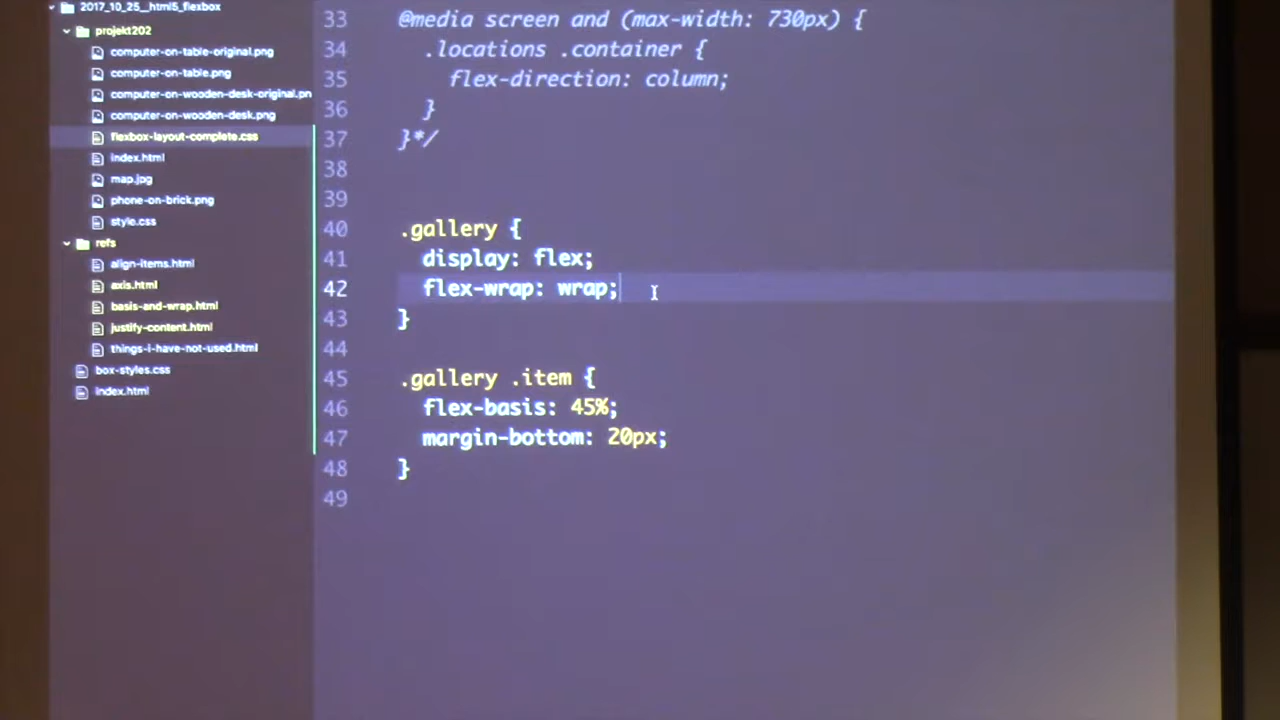 2017_10_25__html5_flexbox
projekt202
computer-on-table-original.png
computer-on-table.png
computer-on-wooden-desk-original.pn
computer-on-wooden-desk.png
flexbox-layout-complete.css
index.html
map.jpg
phone-on-brick.png
style.css
refs
align-items.html
axis.html
basis-and-wrap.html
justify-content.html
things-i-have-not-used.html
box-styles.css
index.html
33 @media screen and (max-width: 730px) {
34 .locations .container {
35 flex-direction: column;
36 }
37 }*/
38
39
40 .gallery {
41 display: flex;
42 flex-wrap: wrap;
43 }
44
45 .gallery .item {
46 flex-basis: 45%;
47 margin-bottom: 20px;
48 }
49